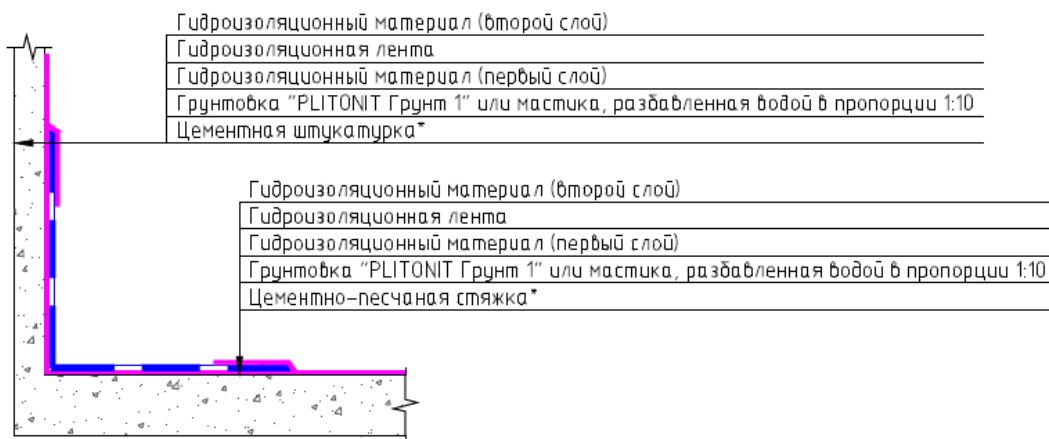 Гидроизоляционный материал (второй слой)
Гидроизоляционная лента
Гидроизоляционный материал (первый слой)
Грунтовка "PLITONIT Грунт 1" или мастика, разбавленная водой в пропорции 1:10
Цементная штукатурка*
Гидроизоляционный материал (второй слой)
Гидроизоляционная лента
Гидроизоляционный материал (первый слой)
Грунтовка "PLITONIT Грунт 1" или мастика, разбавленная водой в пропорции 1:10
Цементно-песчаная стяжка*